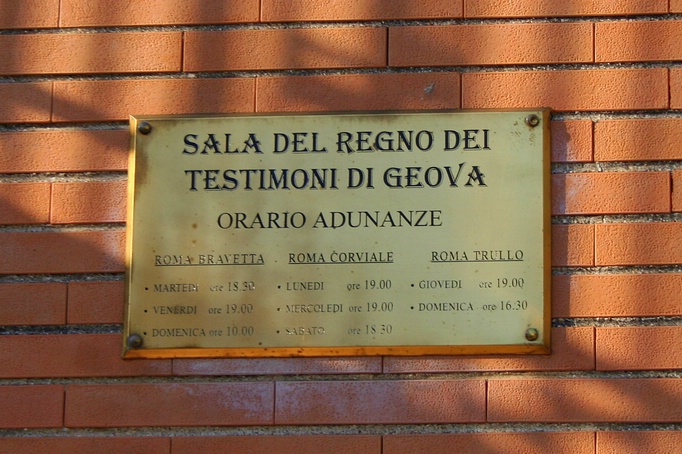 SALA DEL REGNO DEI
TESTIMONI DI GEOVA
ORARIO ADUNANZE
ROMA BRAVETTA ROMA CORVIALE ROMA TRULLO
• MARTEDI ore 18.30 • LUNEDI ore 19.00 • GIOVEDI ore 19.00
• VENERDI ore 19.00 • MERCOLEDI ore 19.00 • DOMENICA ore 16.30
• DOMENICA ore 10.00 • SABATO ore 18.30